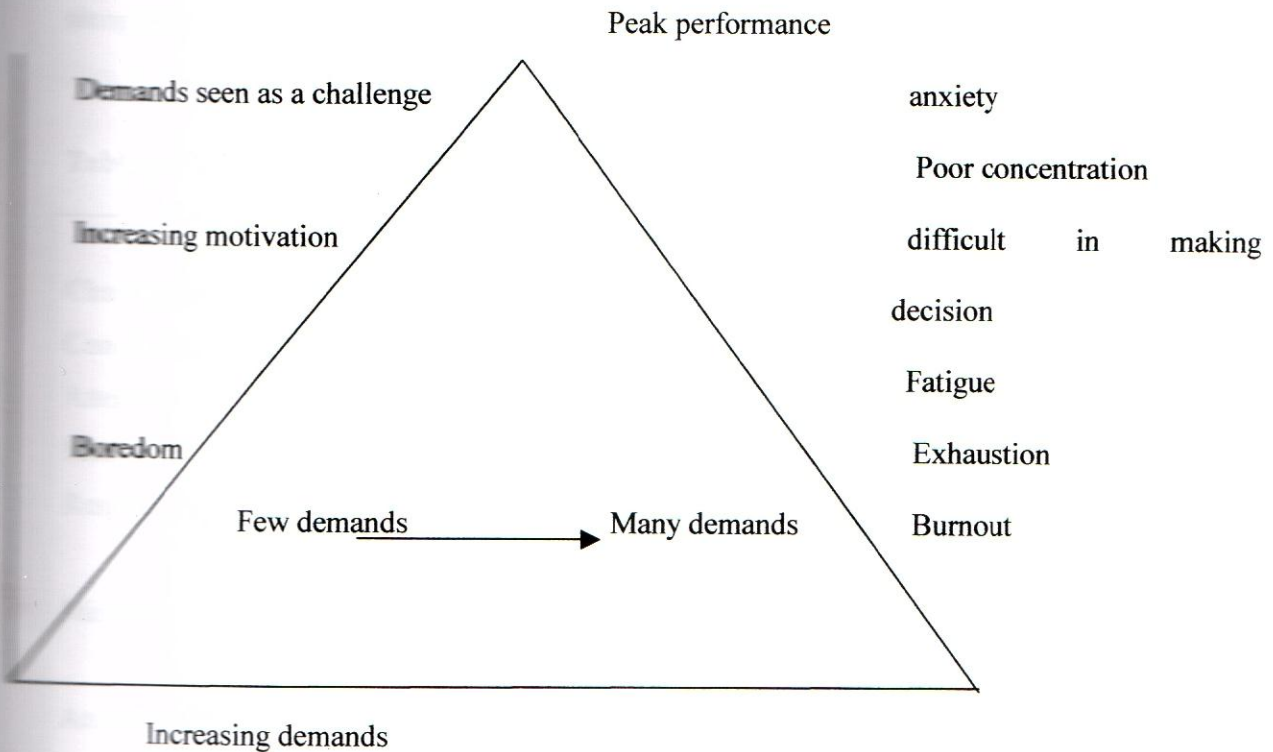 Peak performance
Demands seen as a challenge
anxiety
Poor concentration
Increasing motivation
difficult in making
decision
Fatigue
Boredom
Exhaustion
Few demands
Many demands
Burnout
Increasing demands